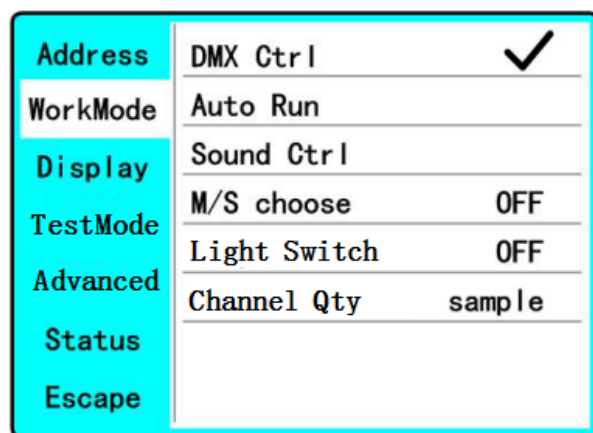 Address
WorkMode
Display
TestMode
Advanced
Status
Escape
DMX Ctrl
Auto Run
Sound Ctrl
M/S choose OFF
Light Switch OFF
Channel Qty sample